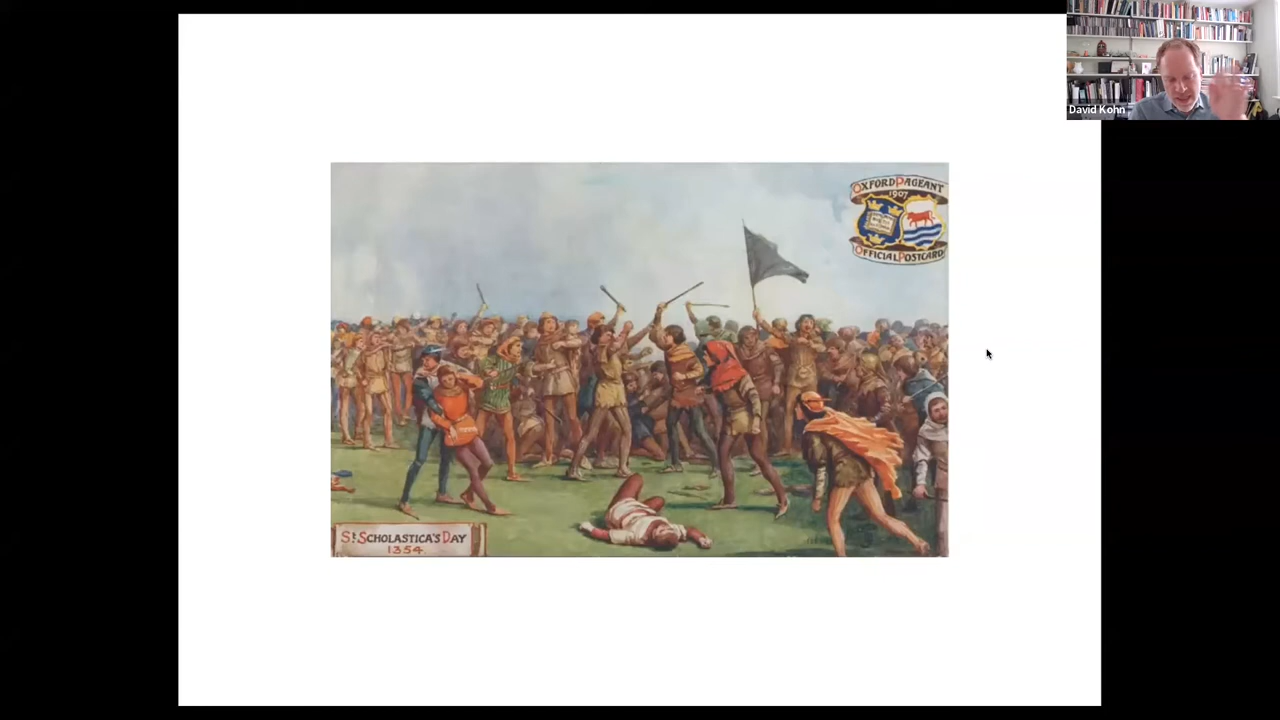 David Kohn
OXFORD PAGEANT
1907
OFFICIAL POSTCARD
St. SCHOLASTICA'S DAY
1354